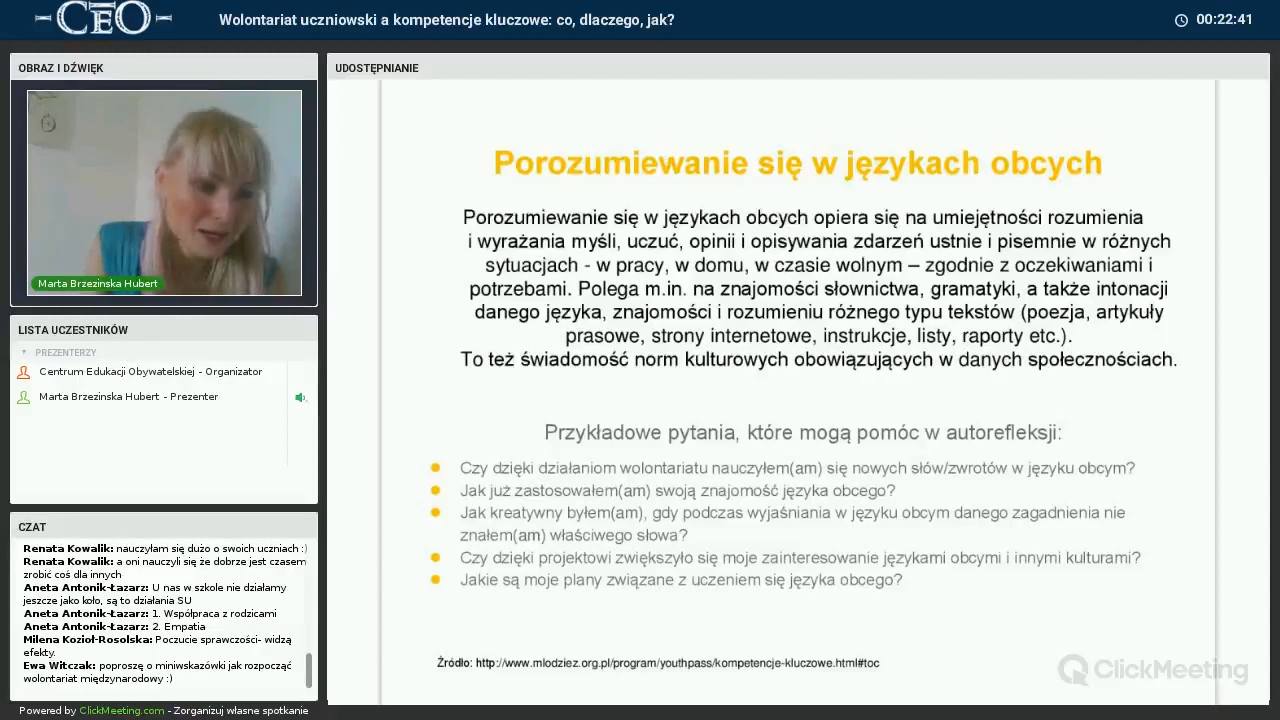 CEO
Wolontariat uczniowski a kompetencje kluczowe: co, dlaczego, jak?
00:22:41
OBRAZ I DŹWIĘK
Marta Brzezinska Hubert
LISTA UCZESTNIKÓW
PREZENTERZY
Centrum Edukacji Obywatelskiej - Organizator
Marta Brzezinska Hubert - Prezenter
CZAT
Renata Kowalik: nauczyłam się dużo o swoich uczniach :)
Renata Kowalik: a oni nauczyli się że dobrze jest czasem
zrobić coś dla innych
Aneta Antonik-Łazarz: U nas w szkole nie działamy
jeszcze jako koło, są to działania SU
Aneta Antonik-Łazarz: 1. Współpraca z rodzicami
Aneta Antonik-Łazarz: 2. Empatia
Milena Kozioł-Rosolska: Poczucie sprawczości- widzą
efekty.
Ewa Witczak: poproszę o miniwskazówki jak rozpocząć
wolontariat międzynarodowy :)
Powered by ClickMeeting.com - Zorganizuj własne spotkanie
UDOSTĘPNIANIE
Porozumiewanie się w językach obcych
Porozumiewanie się w językach obcych opiera się na umiejętności rozumienia
i wyrażania myśli, uczuć, opinii i opisywania zdarzeń ustnie i pisemnie w różnych
sytuacjach - w pracy, w domu, w czasie wolnym – zgodnie z oczekiwaniami i
potrzebami. Polega m.in. na znajomości słownictwa, gramatyki, a także intonacji
danego języka, znajomości i rozumieniu różnego typu tekstów (poezja, artykuły
prasowe, strony internetowe, instrukcje, listy, raporty etc.).
To też świadomość norm kulturowych obowiązujących w danych społecznościach.
Przykładowe pytania, które mogą pomóc w autorefleksji:
Czy dzięki działaniom wolontariatu nauczyłem(am) się nowych słów/zwrotów w języku obcym?
Jak już zastosowałem(am) swoją znajomość języka obcego?
Jak kreatywny byłem(am), gdy podczas wyjaśniania w języku obcym danego zagadnienia nie
znałem(am) właściwego słowa?
Czy dzięki projektowi zwiększyło się moje zainteresowanie językami obcymi i innymi kulturami?
Jakie są moje plany związane z uczeniem się języka obcego?
Źródło: http://www.mlodziez.org.pl/program/youthpass/kompetencje-kluczowe.html#toc
ClickMeeting